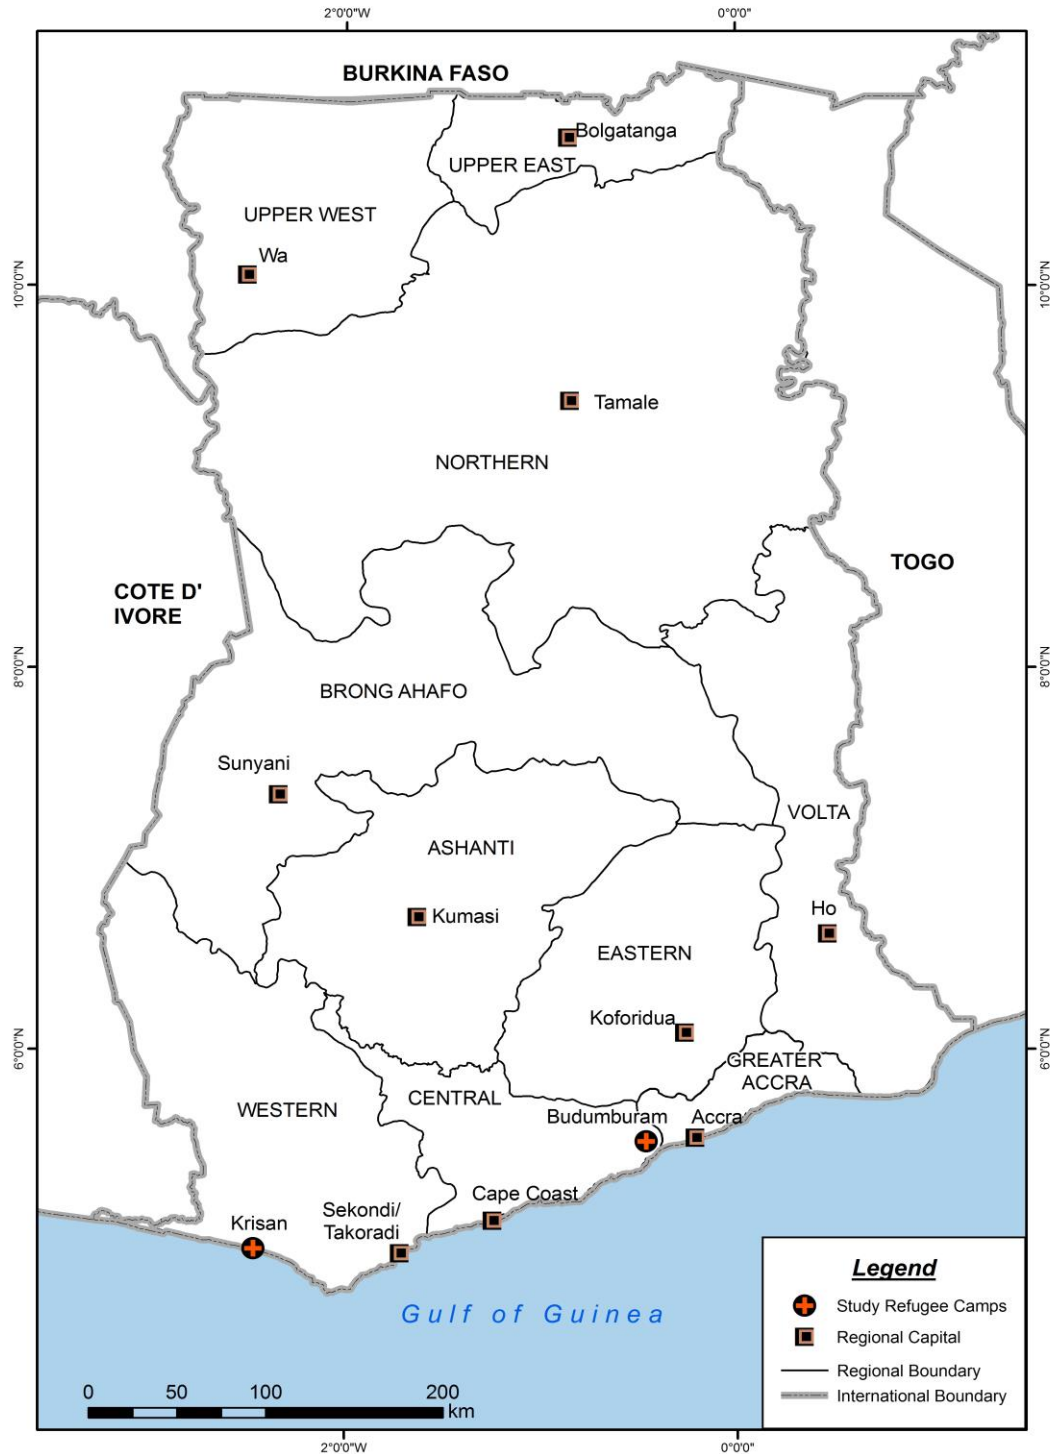 2°0'0"W
0°0'0"
BURKINA FASO
Bolgatanga
UPPER EAST
UPPER WEST
Wa
10°0'0"N
10°0'0"N
Tamale
NORTHERN
TOGO
COTE D'
IVORE
8°0'0"N
8°0'0"N
BRONG AHAFO
Sunyani
VOLTA
ASHANTI
Kumasi
Ho
EASTERN
Koforidua
6°0'0"N
6°0'0"N
GREATER
ACCRA
CENTRAL
WESTERN
Budumburam
Accra
Cape Coast
Sekondi/
Takoradi
Krisan
Gulf of Guinea
Legend
Study Refugee Camps
Regional Capital
Regional Boundary
International Boundary
0 50 100 200
km
2°0'0"W
0°0'0"